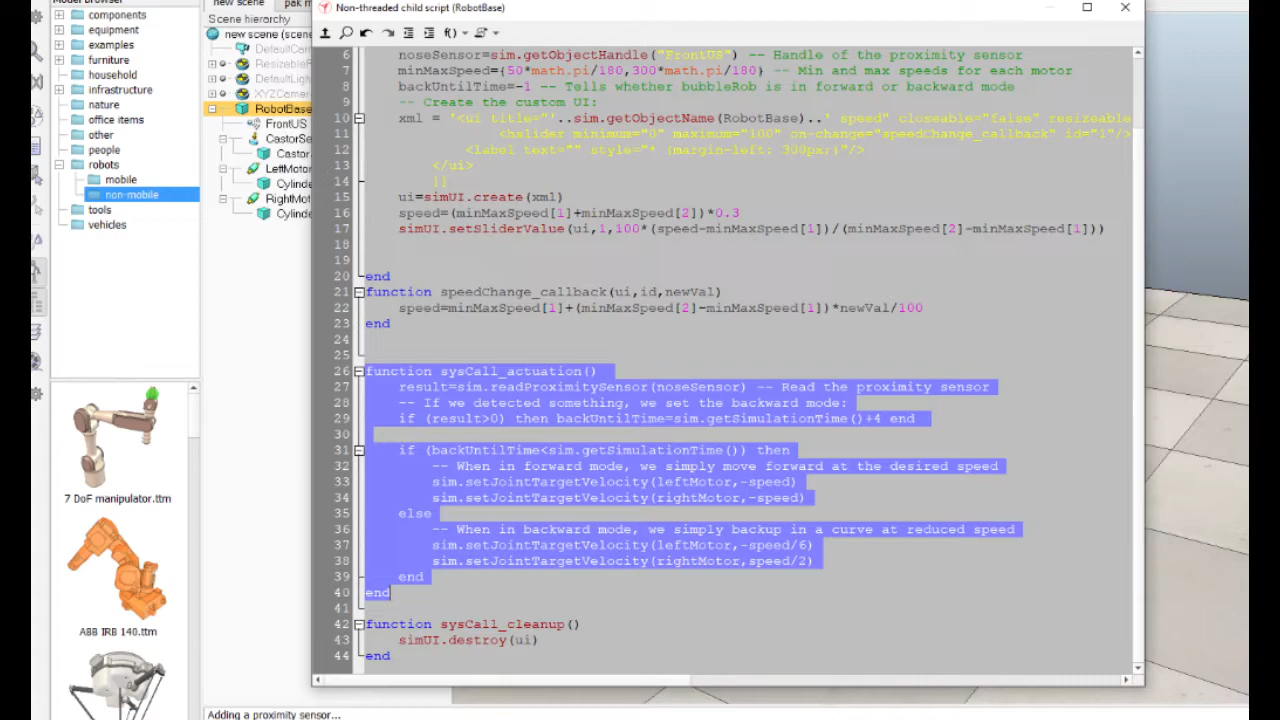 Model browser
components
equipment
examples
furniture
household
infrastructure
nature
office items
other
people
robots
mobile
non-mobile
tools
vehicles
7 DoF manipulator.ttm
ABB IRB 140.ttm
new scene
Scene hierarchy
new scene (scene
DefaultCam
ResizableF
DefaultLigh
XYZCamera
RobotBase
FrontUS
CastorSe
Castor
LeftMotor
Cylinde
RightMot
Cylinde
Adding a proximity sensor...
Non-threaded child script (RobotBase)
f()
6 noseSensor=sim.getObjectHandle("FrontUS") -- Handle of the proximity sensor
7 minMaxSpeed={50*math.pi/180,300*math.pi/180} -- Min and max speeds for each motor
8 backUntilTime=-1 -- Tells whether bubbleRob is in forward or backward mode
9 -- Create the custom UI:
10 xml = '<ui title="'..sim.getObjectName(RobotBase)..' speed" closeable="false" resizeable
11 <hslider minimum="0" maximum="100" on-change="speedChange_callback" id="1"/>
12 <label text="" style="* {margin-left: 300px;}"/>
13 </ui>
14 ]]
15 ui=simUI.create(xml)
16 speed=(minMaxSpeed[1]+minMaxSpeed[2])*0.3
17 simUI.setSliderValue(ui,1,100*(speed-minMaxSpeed[1])/(minMaxSpeed[2]-minMaxSpeed[1]))
18
19
20 end
21 function speedChange_callback(ui,id,newVal)
22 speed=minMaxSpeed[1]+(minMaxSpeed[2]-minMaxSpeed[1])*newVal/100
23 end
24
25
26 function sysCall_actuation()
27 result=sim.readProximitySensor(noseSensor) -- Read the proximity sensor
28 -- If we detected something, we set the backward mode:
29 if (result>0) then backUntilTime=sim.getSimulationTime()+4 end
30
31 if (backUntilTime<sim.getSimulationTime()) then
32 -- When in forward mode, we simply move forward at the desired speed
33 sim.setJointTargetVelocity(leftMotor,-speed)
34 sim.setJointTargetVelocity(rightMotor,-speed)
35 else
36 -- When in backward mode, we simply backup in a curve at reduced speed
37 sim.setJointTargetVelocity(leftMotor,-speed/6)
38 sim.setJointTargetVelocity(rightMotor,speed/2)
39 end
40 end
41
42 function sysCall_cleanup()
43 simUI.destroy(ui)
44 end